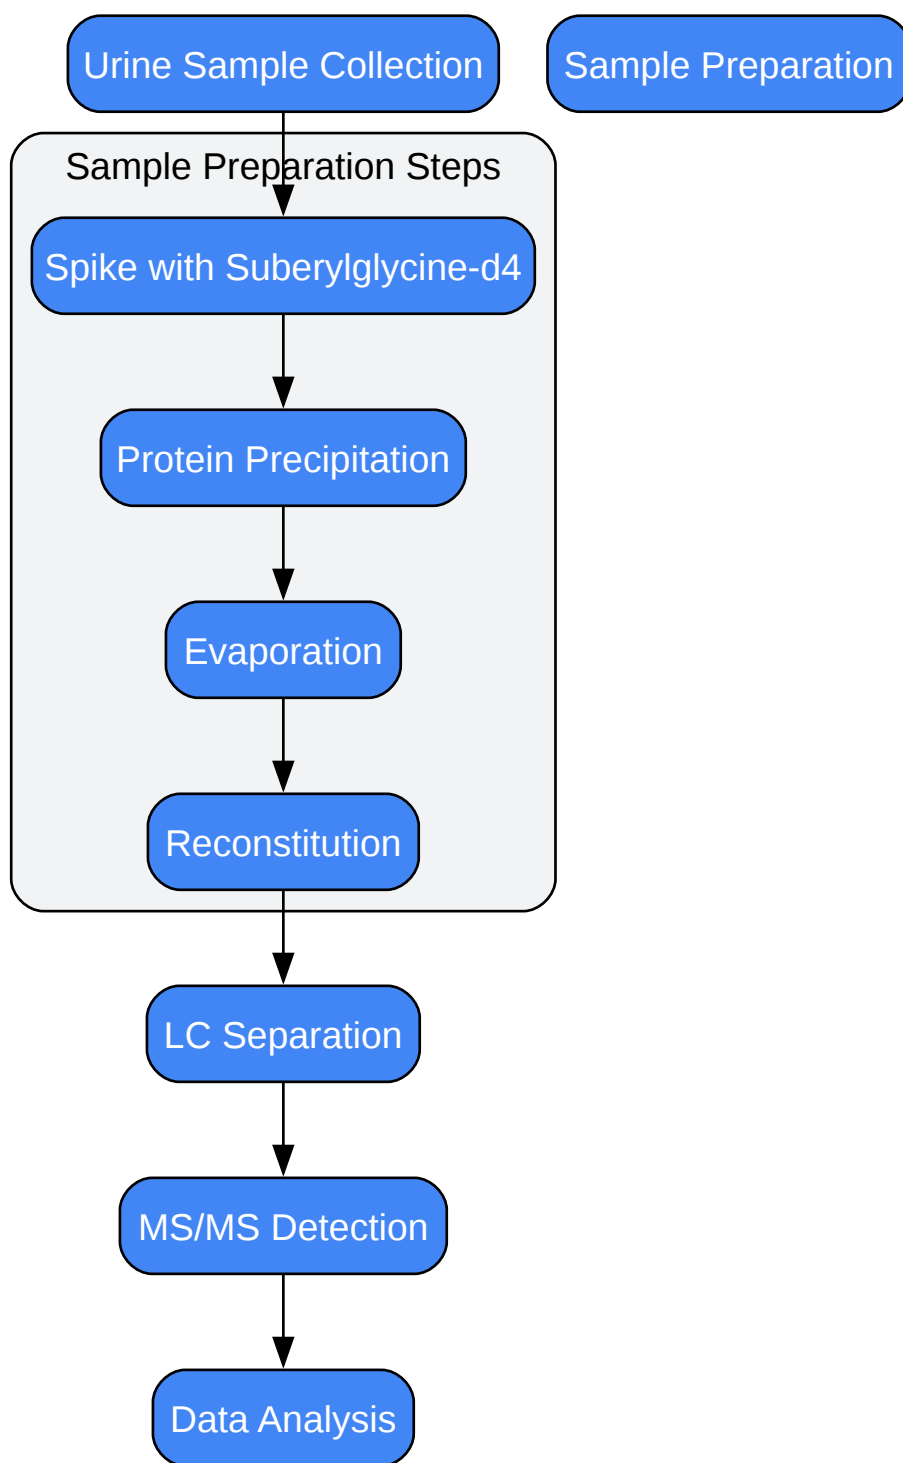 Urine Sample Collection
Sample Preparation
Sample Preparation Steps
Spike with Suberylglycine-d4
Protein Precipitation
Evaporation
Reconstitution
LC Separation
MS/MS Detection
Data Analysis